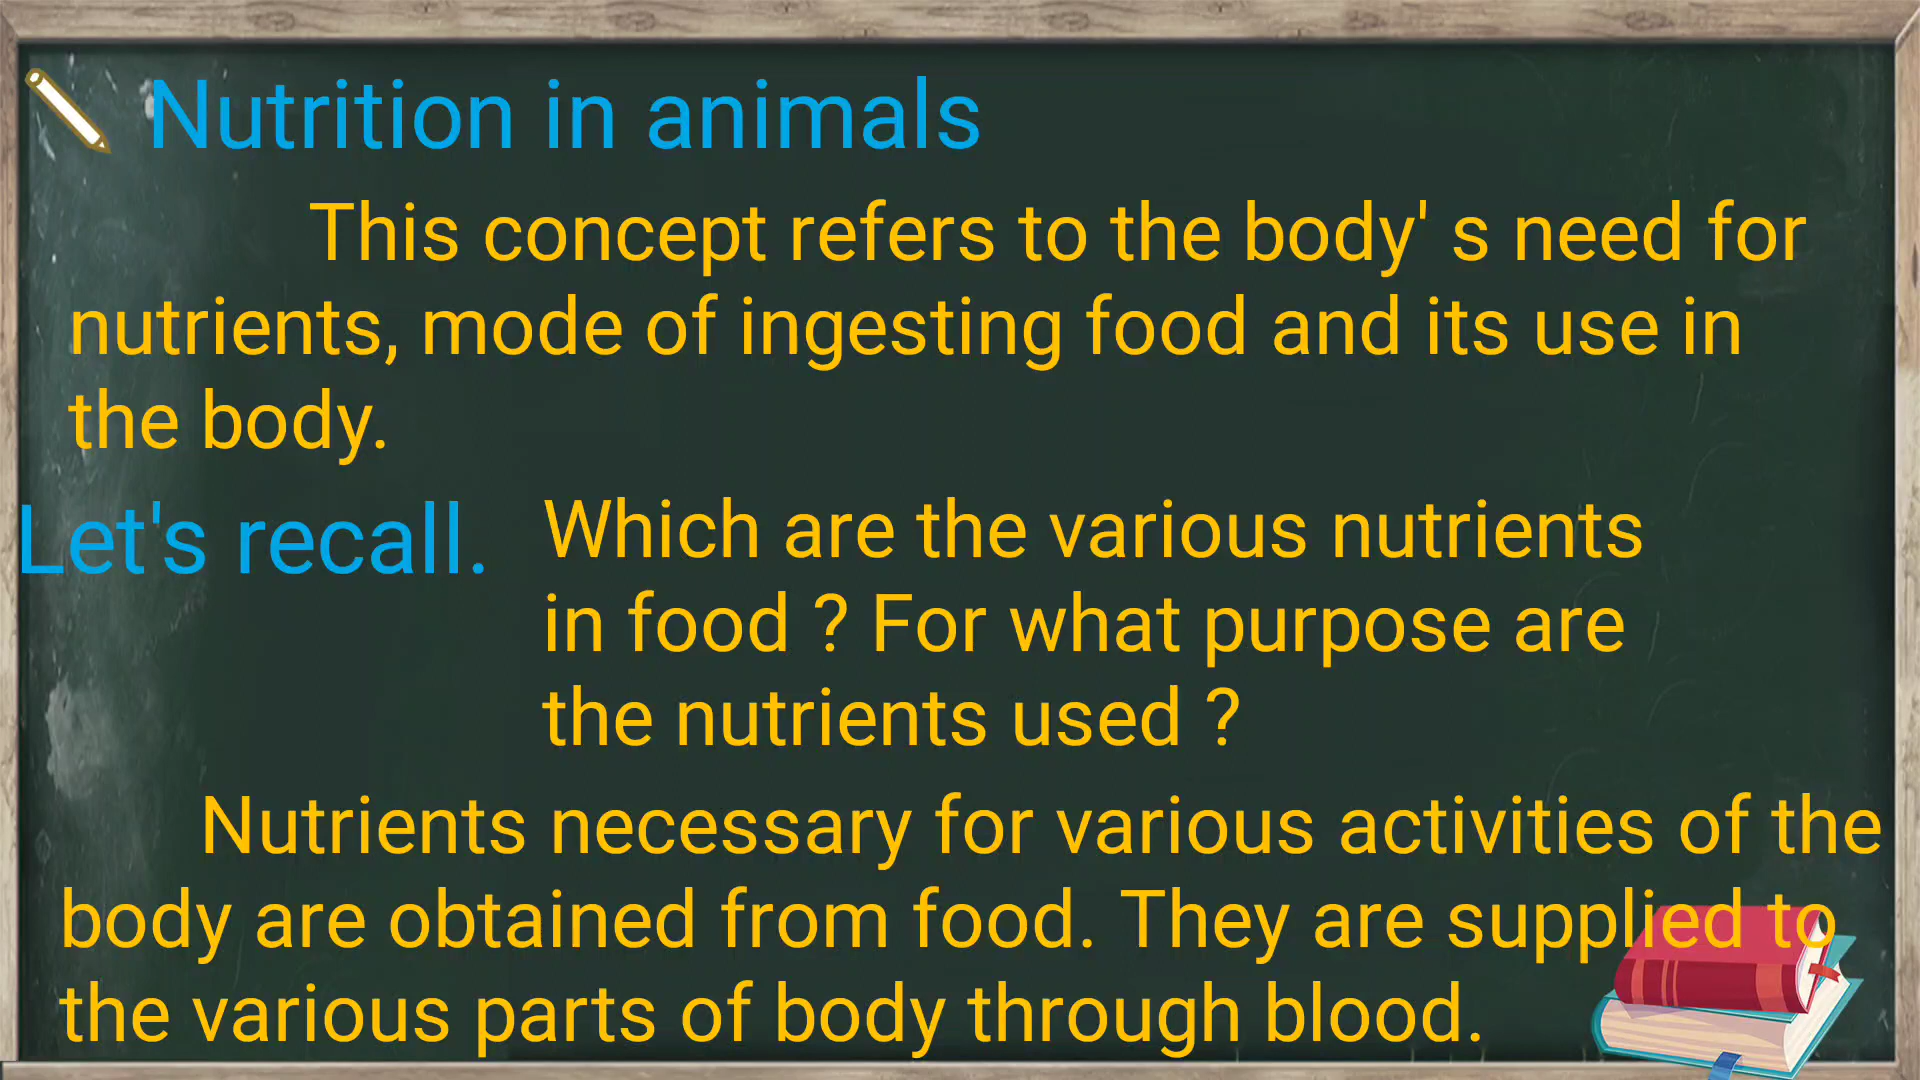 Nutrition in animals
This concept refers to the body' s need for
nutrients, mode of ingesting food and its use in
the body.
Let's recall.
Which are the various nutrients
in food ? For what purpose are
the nutrients used ?
Nutrients necessary for various activities of the
body are obtained from food. They are supplied to
the various parts of body through blood.